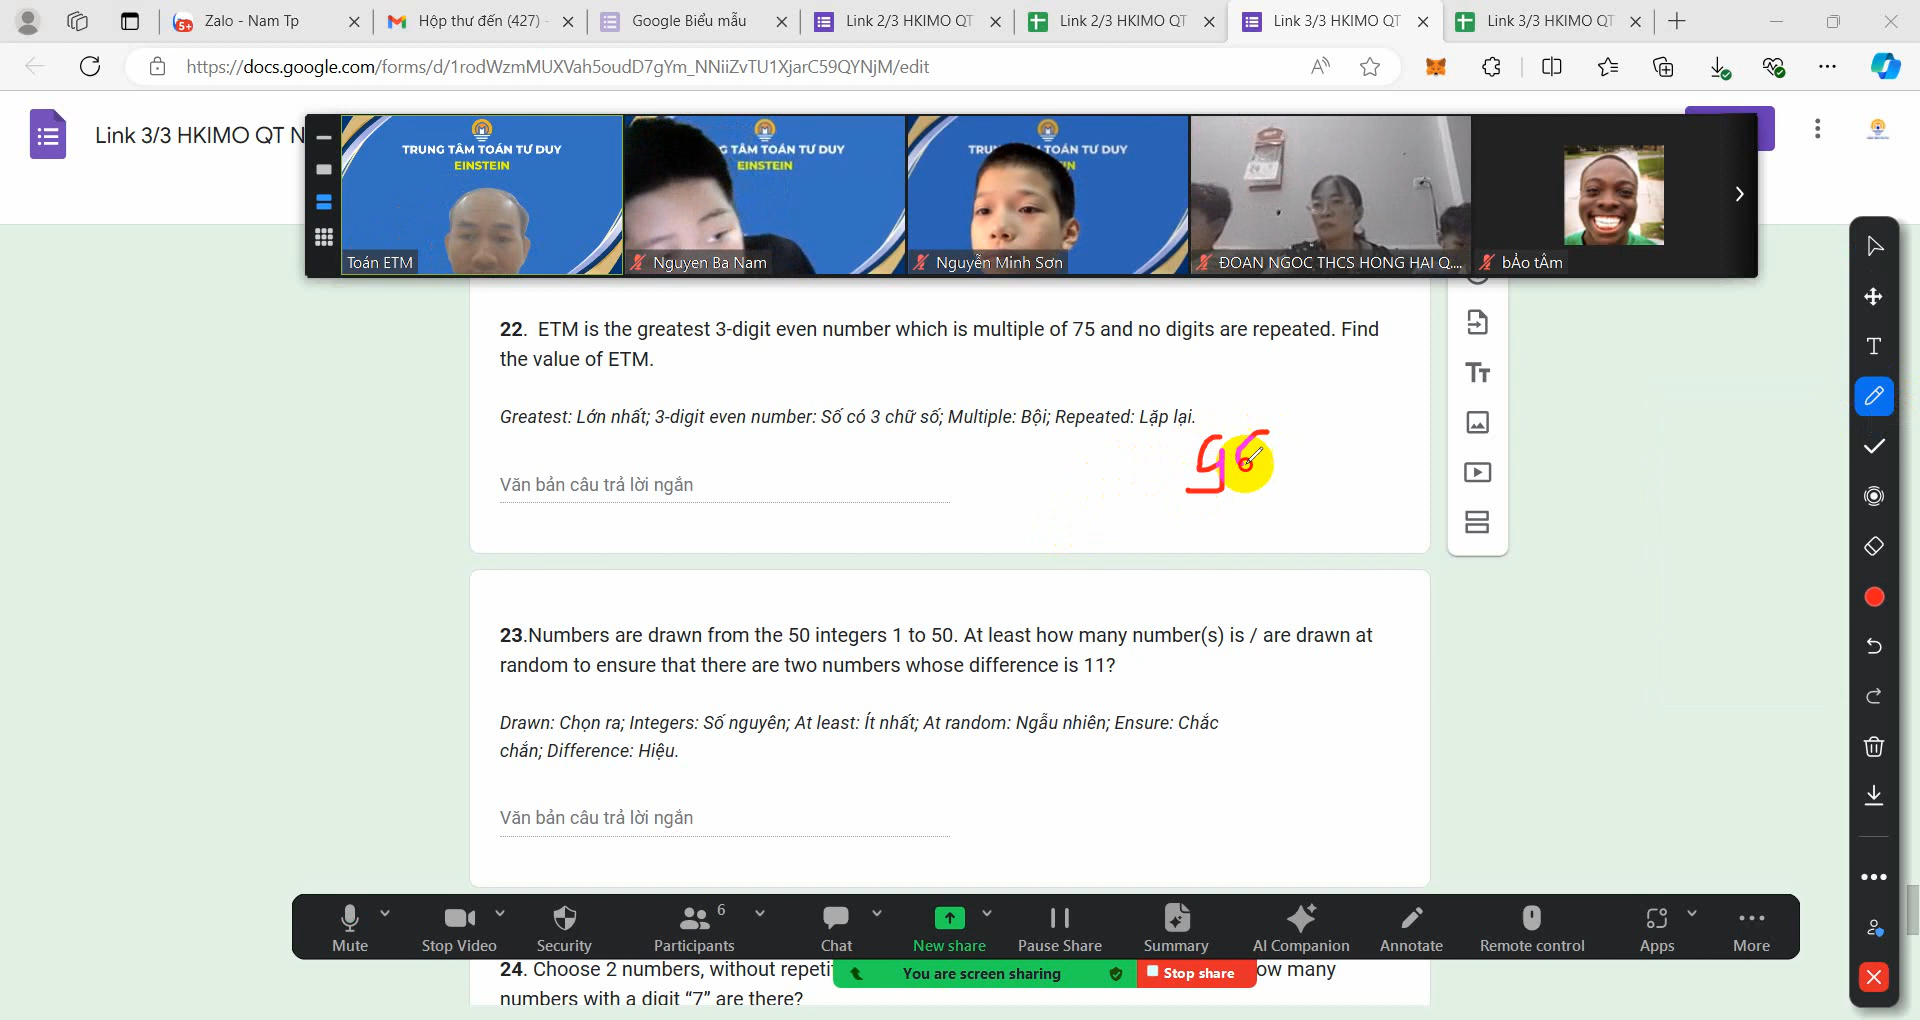 Zalo - Nam Tp
Hộp thư đến (427) -
Google Biểu mẫu
Link 2/3 HKIMO QT
Link 2/3 HKIMO QT
Link 3/3 HKIMO QT
Link 3/3 HKIMO QT
https://docs.google.com/forms/d/1rodWzmMUXVah5oudD7gYm_NNiiZvTU1XjarC59QYNjM/edit
Link 3/3 HKIMO QT N
TRUNG TÂM TOÁN TƯ DUY
EINSTEIN
G TÂM TOÁN TƯ DUY
EINSTEIN
Toán ETM
Nguyen Ba Nam
Nguyễn Minh Sơn
ĐOAN NGOC THCS HONG HAI Q....
bẢo tÂm
22. ETM is the greatest 3-digit even number which is multiple of 75 and no digits are repeated. Find
the value of ETM.
Greatest: Lớn nhất; 3-digit even number: Số có 3 chữ số; Multiple: Bội; Repeated: Lặp lại.
Văn bản câu trả lời ngắn
23.Numbers are drawn from the 50 integers 1 to 50. At least how many number(s) is / are drawn at
random to ensure that there are two numbers whose difference is 11?
Drawn: Chọn ra; Integers: Số nguyên; At least: Ít nhất; At random: Ngẫu nhiên; Ensure: Chắc
chắn; Difference: Hiệu.
Văn bản câu trả lời ngắn
Mute
Stop Video
Security
6
Participants
Chat
New share
Pause Share
Summary
AI Companion
Annotate
Remote control
Apps
More
You are screen sharing
Stop share
24. Choose 2 numbers, without repeti
ow many
numbers with a digit “7” are there?